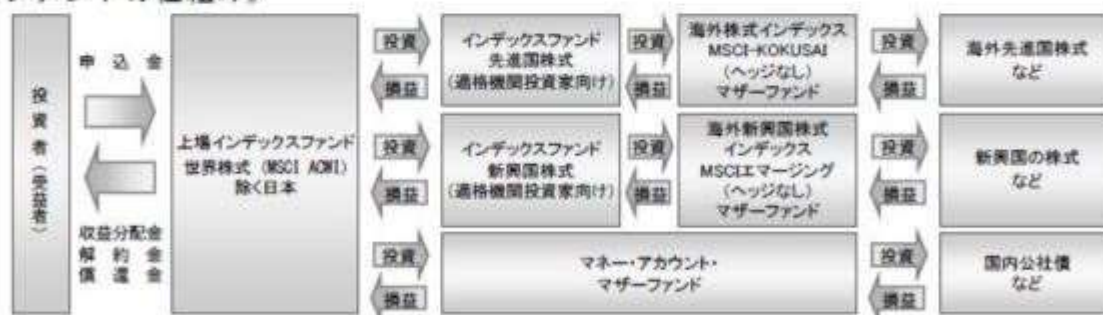 投資者(受益者)
申込金
収益分配金
解約金
償還金
上場インデックスファンド
世界株式(MSCI ACWI)
除く日本
投資
損益
インデックスファンド
先進国株式
(適格機関投資家向け)
投資
損益
海外株式インデックス
MSCI-KOKUSAI
(ヘッジなし)
マザーファンド
投資
損益
海外先進国株式
など
投資
損益
インデックスファンド
新興国株式
(適格機関投資家向け)
投資
損益
海外新興国株式
インデックス
MSCIエマージング
(ヘッジなし)
マザーファンド
投資
損益
新興国の株式
など
投資
損益
マネー・アカウント・
マザーファンド
投資
損益
国内公社債
など